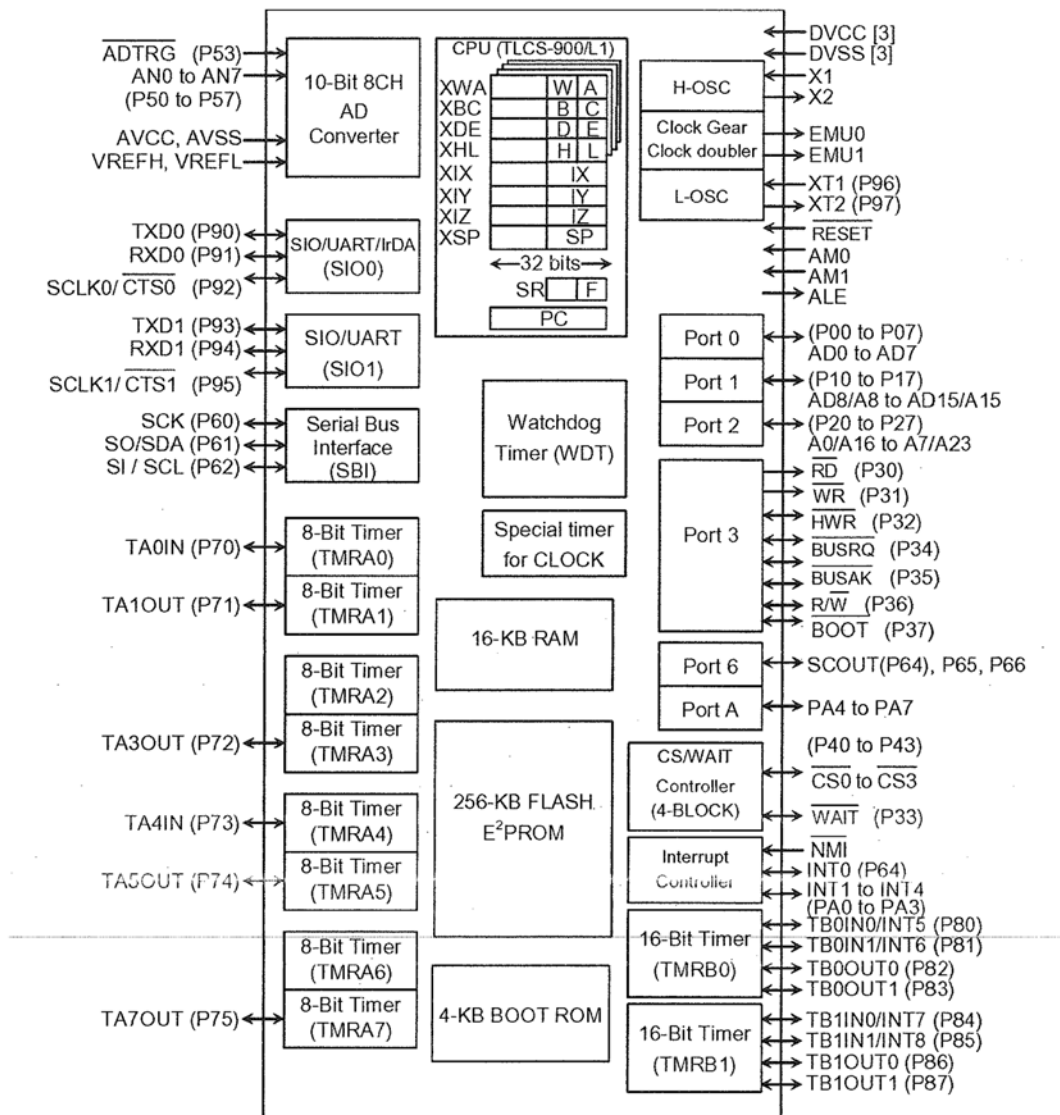 ADTRG (P53)
AN0 to AN7
(P50 to P57)
AVCC, AVSS
VREFH, VREFL
10-Bit 8CH
AD
Converter
TXD0 (P90)
RXD0 (P91)
SCLK0/ CTS0 (P92)
SIO/UART/IrDA
(SIO0)
TXD1 (P93)
RXD1 (P94)
SCLK1/ CTS1 (P95)
SIO/UART
(SIO1)
SCK (P60)
SO/SDA (P61)
SI / SCL (P62)
Serial Bus
Interface
(SBI)
TA0IN (P70)
8-Bit Timer
(TMRA0)
TA1OUT (P71)
8-Bit Timer
(TMRA1)
8-Bit Timer
(TMRA2)
TA3OUT (P72)
8-Bit Timer
(TMRA3)
TA4IN (P73)
8-Bit Timer
(TMRA4)
TA5OUT (P74)
8-Bit Timer
(TMRA5)
8-Bit Timer
(TMRA6)
TA7OUT (P75)
8-Bit Timer
(TMRA7)
CPU (TLCS-900/L1)
XWA W A
XBC B C
XDE D E
XHL H L
XIX IX
XIY IY
XIZ IZ
XSP SP
32 bits
SR F
PC
Watchdog
Timer (WDT)
Special timer
for CLOCK
16-KB RAM
256-KB FLASH
E²PROM
4-KB BOOT ROM
DVCC [3]
DVSS [3]
H-OSC
X1
X2
Clock Gear
Clock doubler
EMU0
EMU1
L-OSC
XT1 (P96)
XT2 (P97)
RESET
AM0
AM1
ALE
Port 0
(P00 to P07)
AD0 to AD7
Port 1
(P10 to P17)
AD8/A8 to AD15/A15
Port 2
(P20 to P27)
A0/A16 to A7/A23
Port 3
RD (P30)
WR (P31)
HWR (P32)
BUSRQ (P34)
BUSAK (P35)
R/W (P36)
BOOT (P37)
Port 6
SCOUT(P64), P65, P66
Port A
PA4 to PA7
CS/WAIT
Controller
(4-BLOCK)
(P40 to P43)
CS0 to CS3
WAIT (P33)
Interrupt
Controller
NMI
INT0 (P64)
INT1 to INT4
(PA0 to PA3)
16-Bit Timer
(TMRB0)
TB0IN0/INT5 (P80)
TB0IN1/INT6 (P81)
TB0OUT0 (P82)
TB0OUT1 (P83)
16-Bit Timer
(TMRB1)
TB1IN0/INT7 (P84)
TB1IN1/INT8 (P85)
TB1OUT0 (P86)
TB1OUT1 (P87)